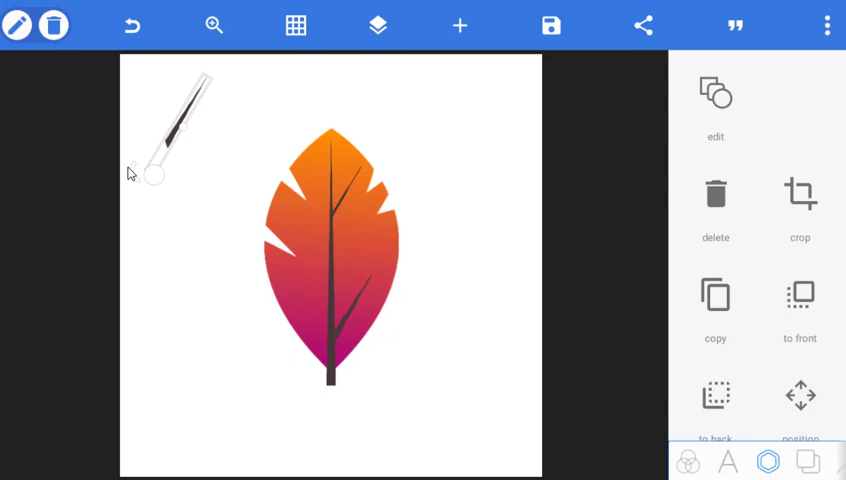 edit
delete
crop
copy
to front
to back
position